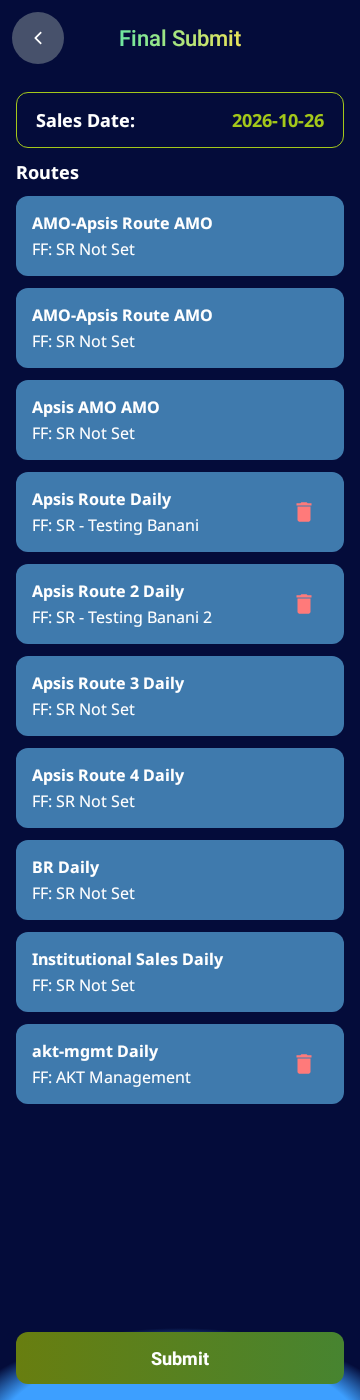 Final Submit
Sales Date: 2026-10-26
Routes
AMO-Apsis Route AMO
FF: SR Not Set
AMO-Apsis Route AMO
FF: SR Not Set
Apsis AMO AMO
FF: SR Not Set
Apsis Route Daily
FF: SR - Testing Banani
Apsis Route 2 Daily
FF: SR - Testing Banani 2
Apsis Route 3 Daily
FF: SR Not Set
Apsis Route 4 Daily
FF: SR Not Set
BR Daily
FF: SR Not Set
Institutional Sales Daily
FF: SR Not Set
akt-mgmt Daily
FF: AKT Management
Submit